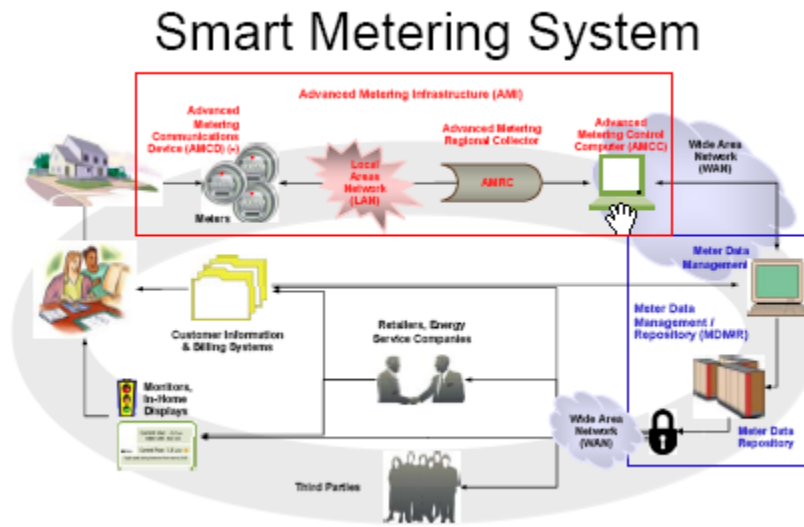 Smart Metering System
Advanced Metering Infrastructure (AMI)
Advanced
Metering
Communications
Device (AMCD) (+)
Meters
Local
Areas
Network
(LAN)
Advanced Metering
Regional Collector
AMRC
Advanced
Metering Control
Computer (AMCC)
Wide Area
Network
(WAN)
Meter Data
Management
Meter Data
Management /
Repository (MDM/R)
Meter Data
Repository
Customer Information
& Billing Systems
Retailers, Energy
Service Companies
Monitors,
In-Home
Displays
Wide Area
Network
(WAN)
Third Parties